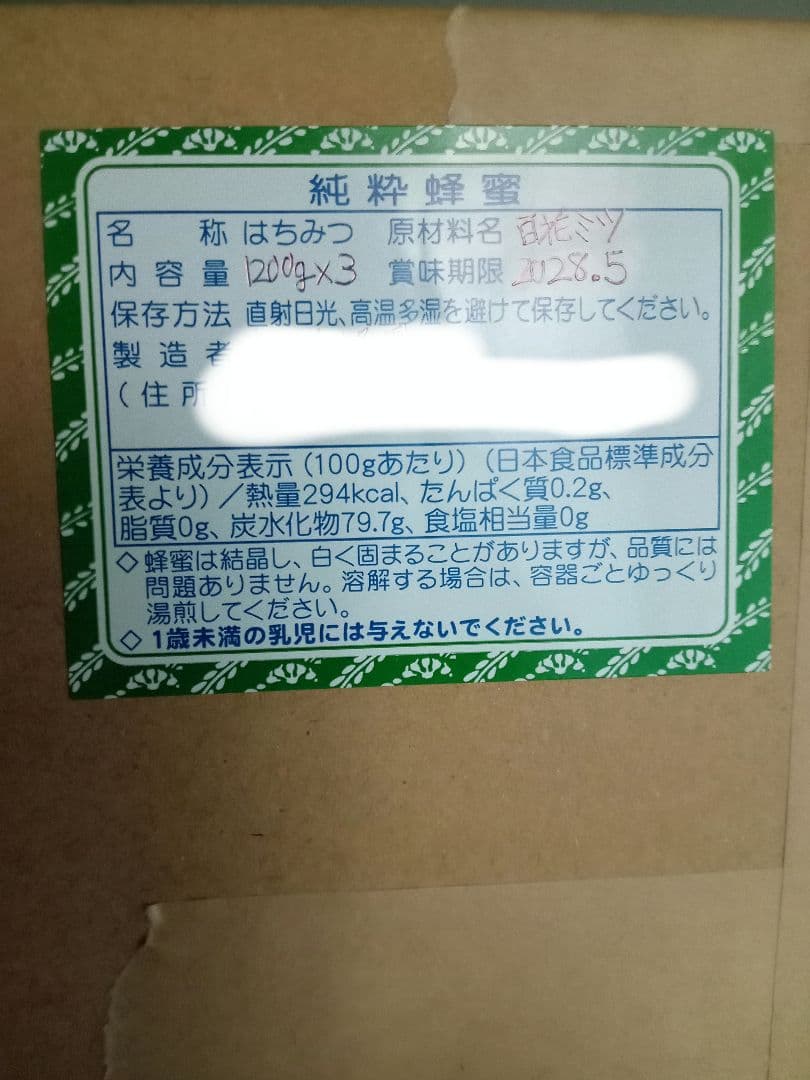 純粋蜂蜜
名称 はちみつ 原材料名 百花ミツ
内容量 1200g×3 賞味期限 2028.5
保存方法 直射日光、高温多湿を避けて保存してください。
製造者
(住所
栄養成分表示(100gあたり)(日本食品標準成分
表より)/熱量294kcal、たんぱく質0.2g、
脂質0g、炭水化物79.7g、食塩相当量0g
◇蜂蜜は結晶し、白く固まることがありますが、品質には
問題ありません。溶解する場合は、容器ごとゆっくり
湯煎してください。
◇1歳未満の乳児には与えないでください。